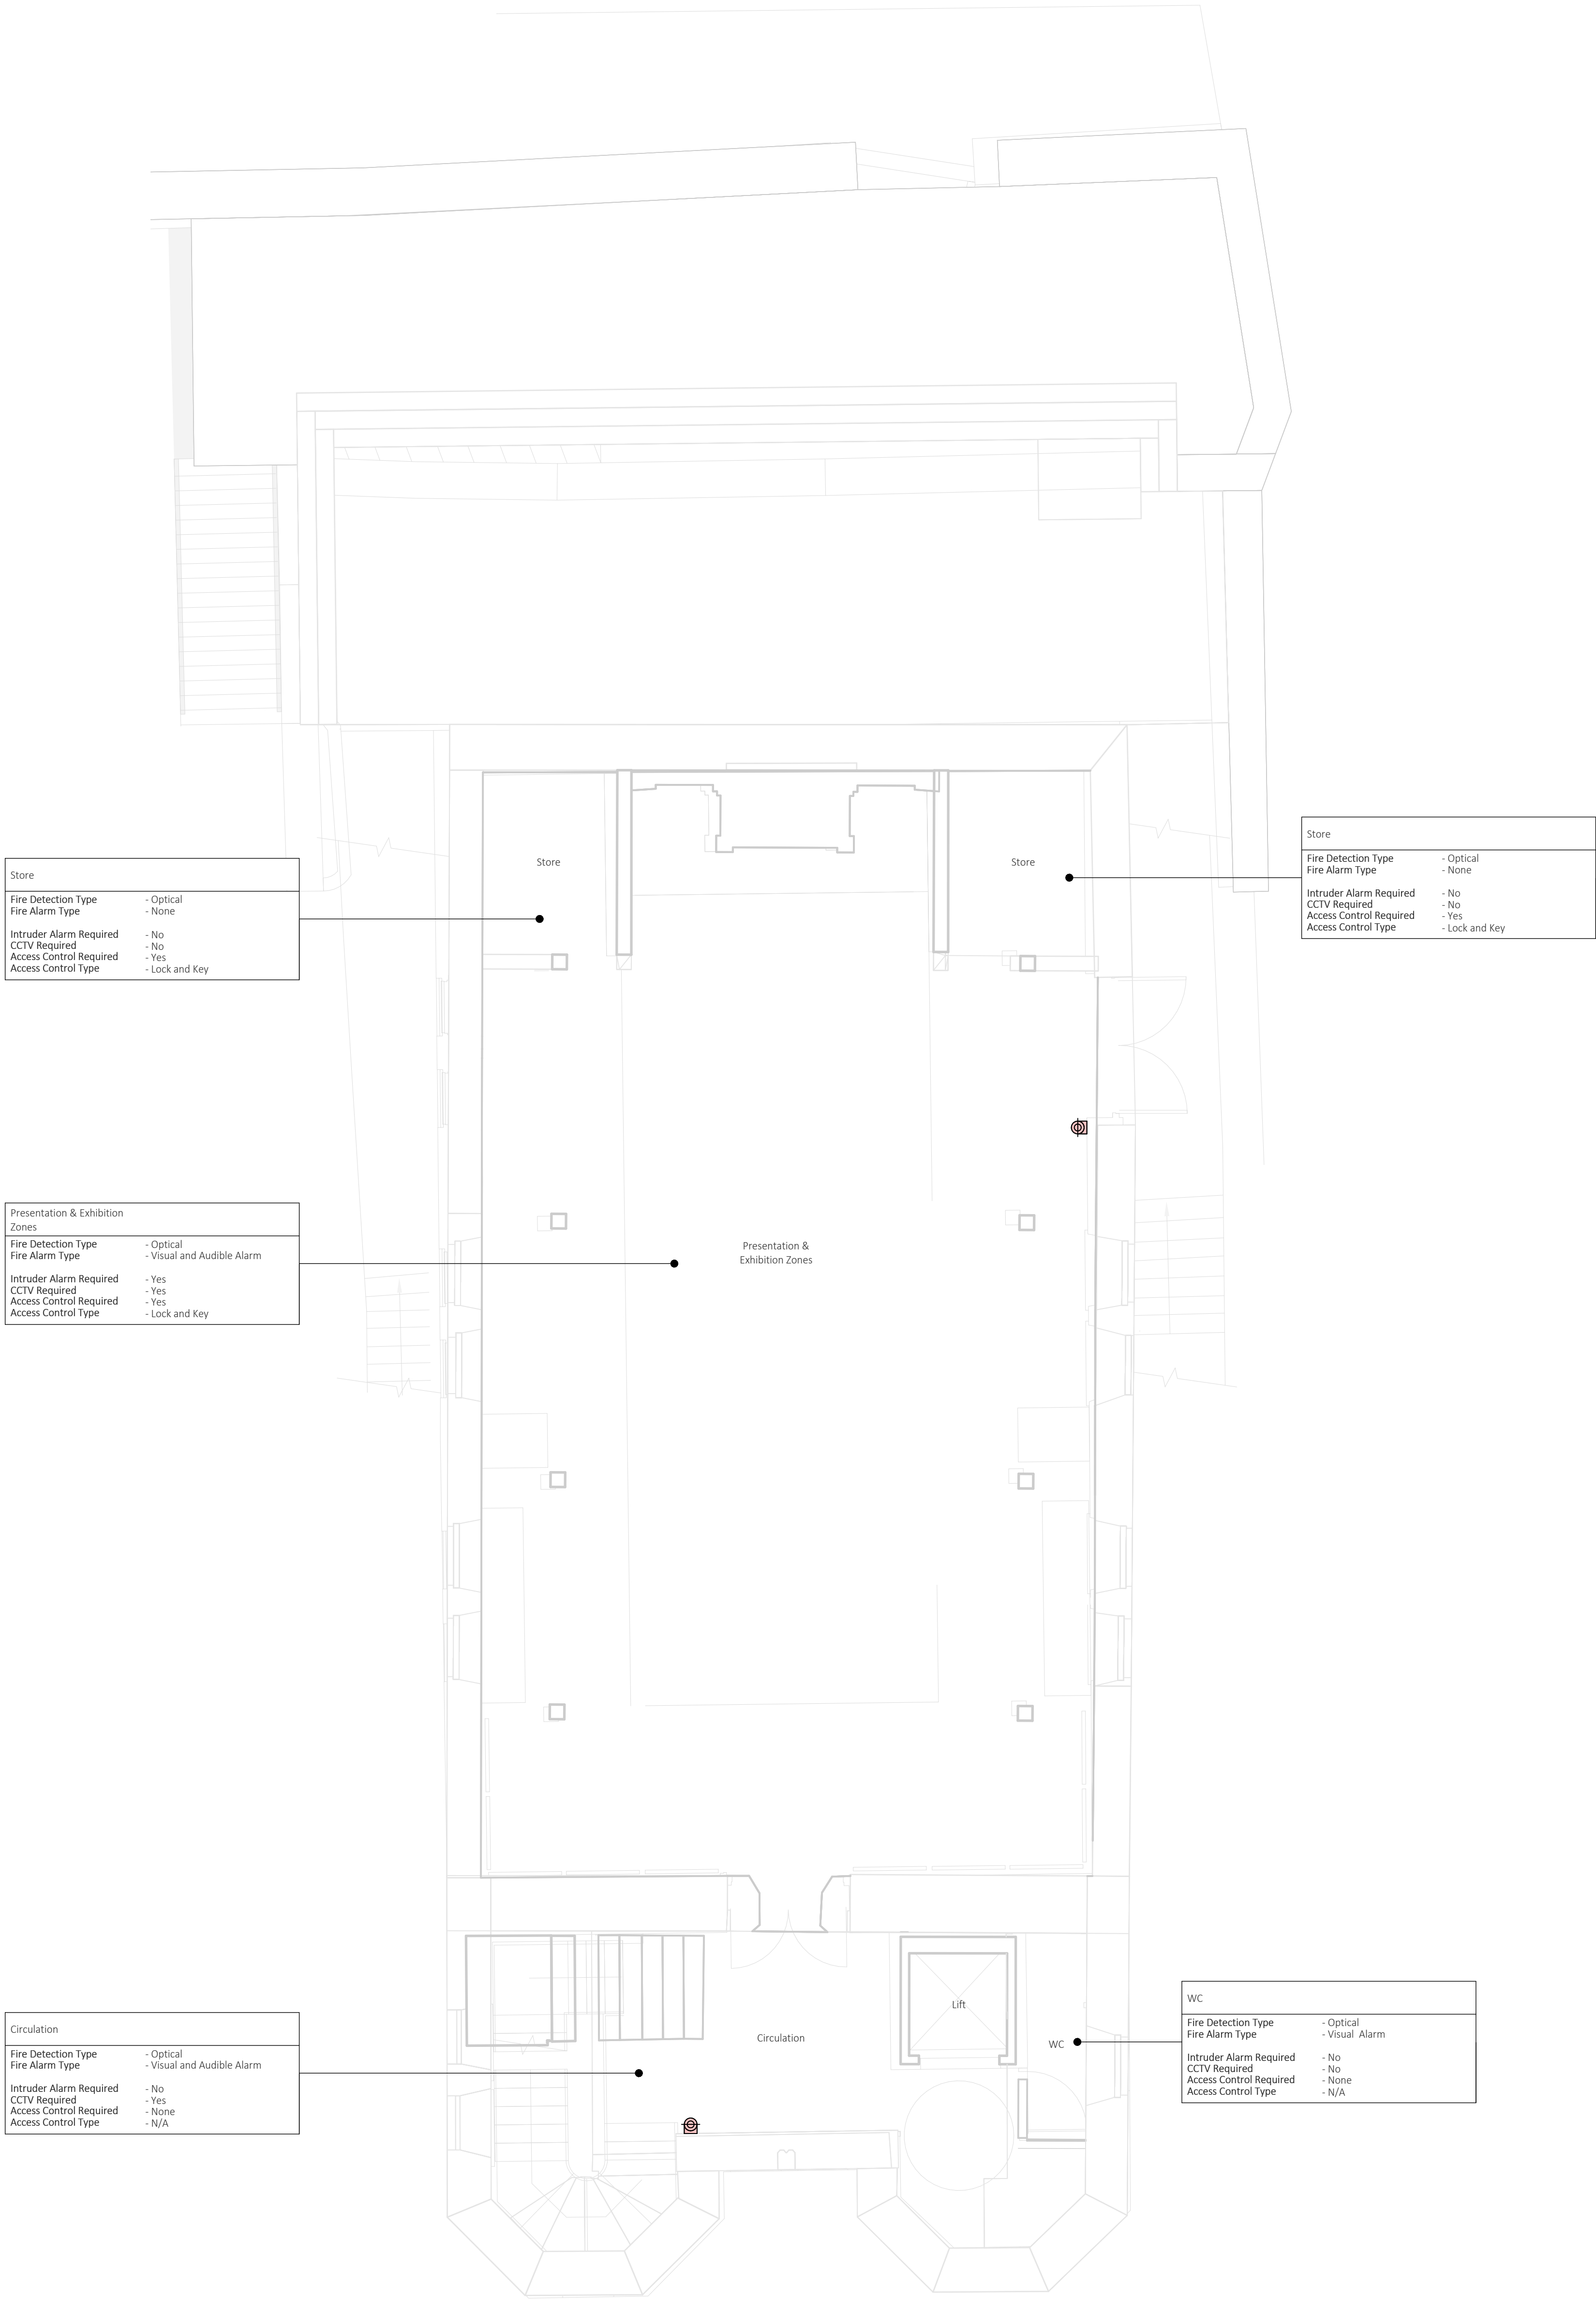 Store
Store
Store
Fire Detection Type - Optical
Fire Alarm Type - None
Intruder Alarm Required - No
CCTV Required - No
Access Control Required - Yes
Access Control Type - Lock and Key
Store
Fire Detection Type - Optical
Fire Alarm Type - None
Intruder Alarm Required - No
CCTV Required - No
Access Control Required - Yes
Access Control Type - Lock and Key
Presentation & Exhibition
Zones
Fire Detection Type - Optical
Fire Alarm Type - Visual and Audible Alarm
Intruder Alarm Required - Yes
CCTV Required - Yes
Access Control Required - Yes
Access Control Type - Lock and Key
Presentation &
Exhibition Zones
Lift
Circulation
WC
WC
Fire Detection Type - Optical
Fire Alarm Type - Visual Alarm
Intruder Alarm Required - No
CCTV Required - No
Access Control Required - None
Access Control Type - N/A
Circulation
Fire Detection Type - Optical
Fire Alarm Type - Visual and Audible Alarm
Intruder Alarm Required - No
CCTV Required - Yes
Access Control Required - None
Access Control Type - N/A